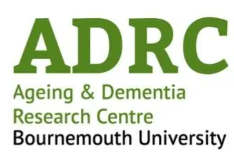 ADRC
Ageing & Dementia
Research Centre
Bournemouth University